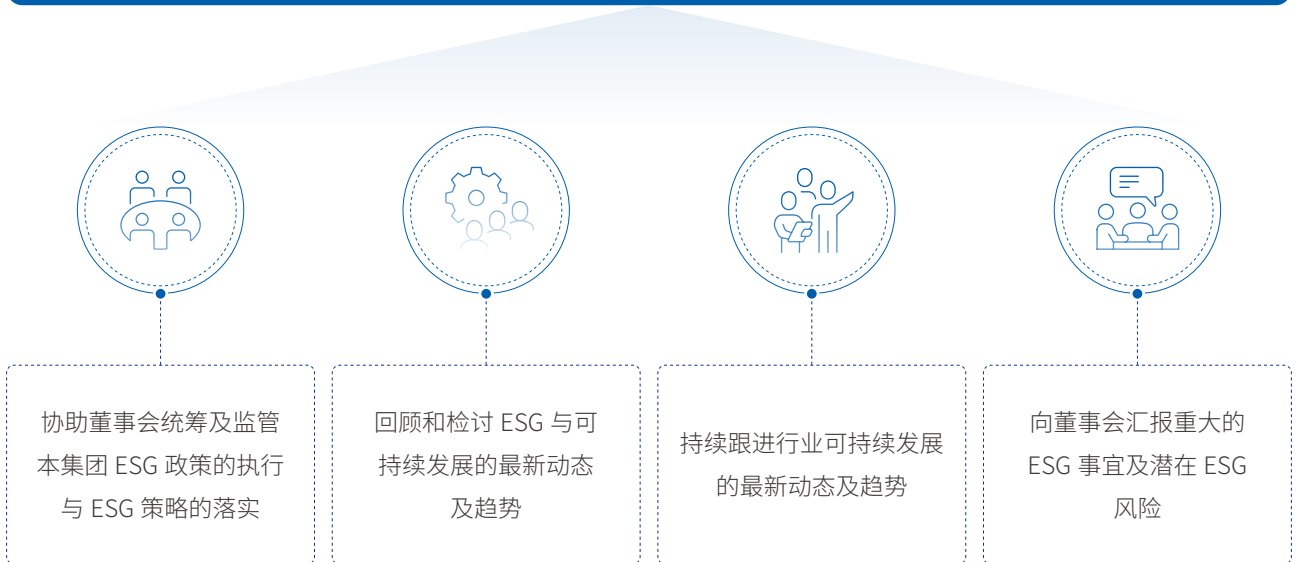 协助董事会统筹及监管
本集团 ESG 政策的执行
与 ESG 策略的落实
回顾和检讨 ESG 与可
持续发展的最新动态
及趋势
持续跟进行业可持续发展
的最新动态及趋势
向董事会汇报重大的
ESG 事宜及潜在 ESG
风险